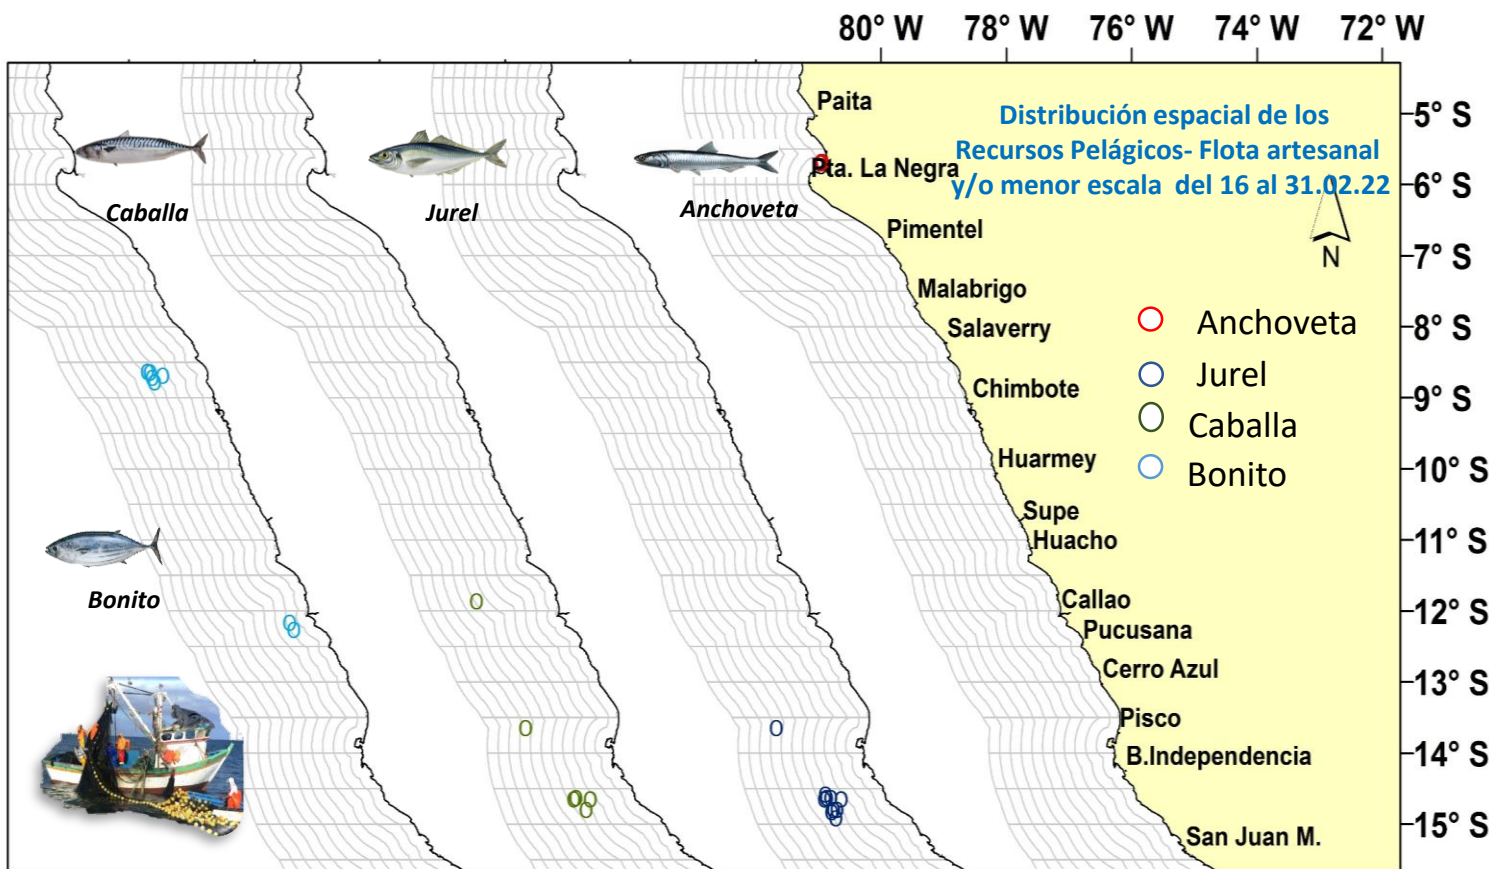 80° W 78° W 76° W 74° W 72° W
Paita
Distribución espacial de los
Recursos Pelágicos- Flota artesanal
y/o menor escala del 16 al 31.02.22
5° S
Pta. La Negra
6° S
Caballa
Jurel
Anchoveta
Pimentel
N
7° S
Malabrigo
Salaverry
8° S
Anchoveta
Jurel
Caballa
Bonito
Chimbote
9° S
Huarmey
10° S
Supe
Huacho
11° S
Bonito
Callao
12° S
Pucusana
Cerro Azul
13° S
Pisco
14° S
B.Independencia
15° S
San Juan M.